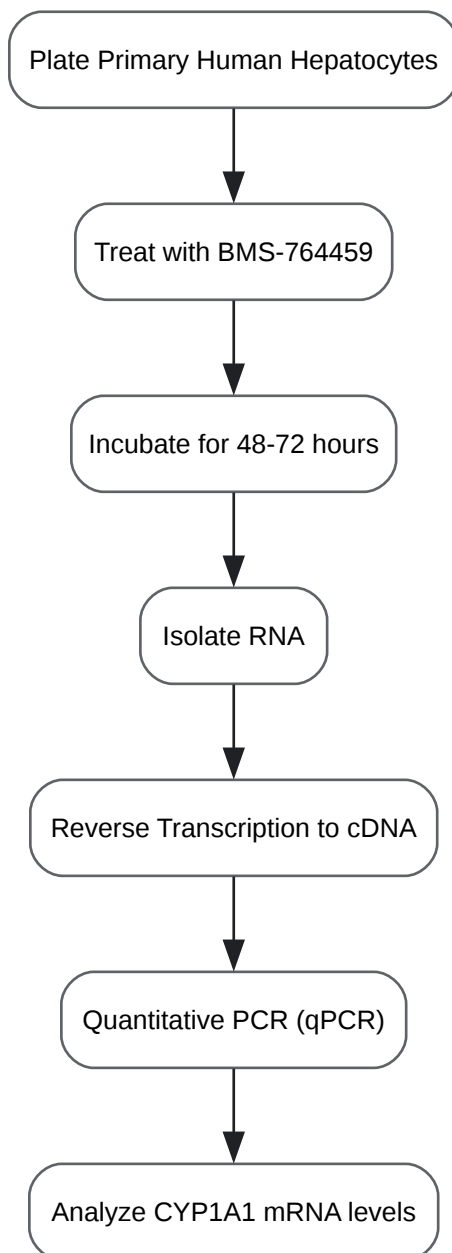 Plate Primary Human Hepatocytes
Treat with BMS-764459
Incubate for 48-72 hours
Isolate RNA
Reverse Transcription to cDNA
Quantitative PCR (qPCR)
Analyze CYP1A1 mRNA levels